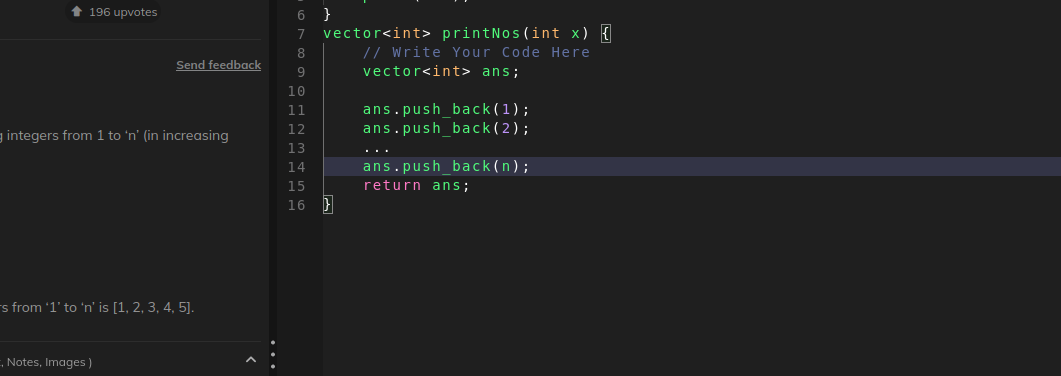 196 upvotes
Send feedback
integers from 1 to ‘n’ (in increasing
from ‘1’ to ‘n’ is [1, 2, 3, 4, 5].
, Notes, Images )
6 }
7 vector<int> printNos(int x) {
8 // Write Your Code Here
9 vector<int> ans;
10
11 ans.push_back(1);
12 ans.push_back(2);
13 ...
14 ans.push_back(n);
15 return ans;
16 }